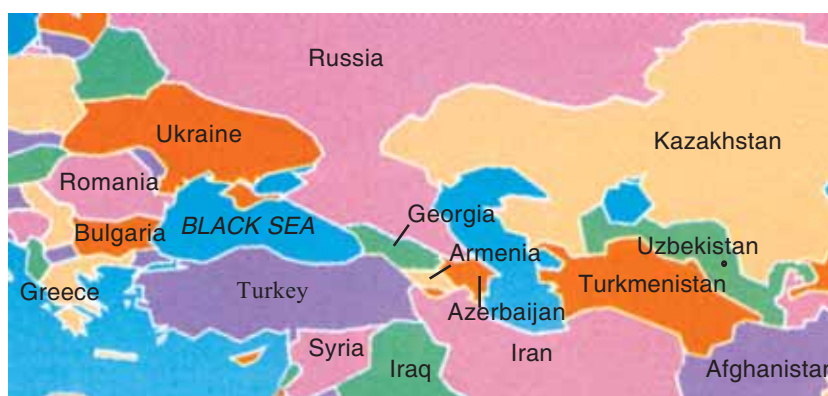 Russia
Ukraine
Kazakhstan
Romania
Georgia
Bulgaria
BLACK SEA
Uzbekistan
Armenia
Greece
Turkey
Turkmenistan
Azerbaijan
Syria
Iran
Iraq
Afghanistan